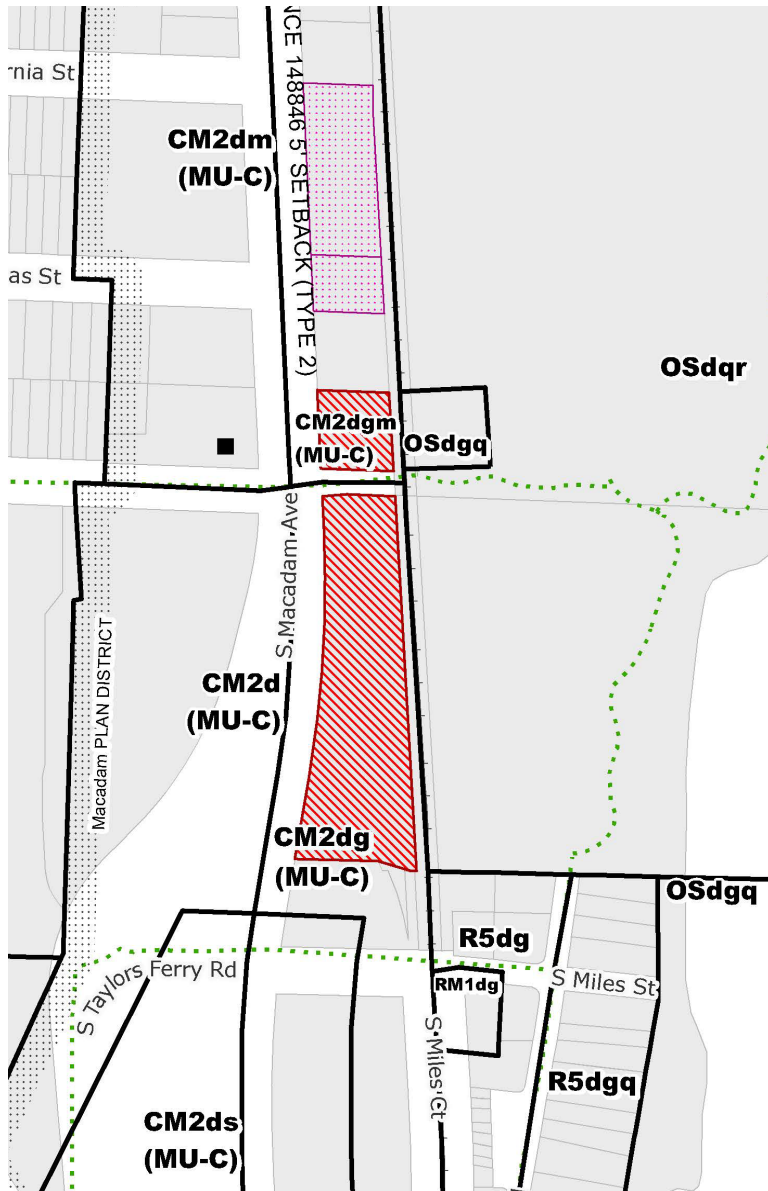 rnia St
NCE 148846 5' SETBACK (TYPE 2)
CM2dm
(MU-C)
as St
OSdqr
CM2dgm
(MU-C)
OSdgq
S Macadam Ave
Macadam PLAN DISTRICT
CM2d
(MU-C)
CM2dg
(MU-C)
OSdgq
R5dg
S Taylors Ferry Rd
RM1dg
S Miles St
S Miles Ct
R5dgq
CM2ds
(MU-C)